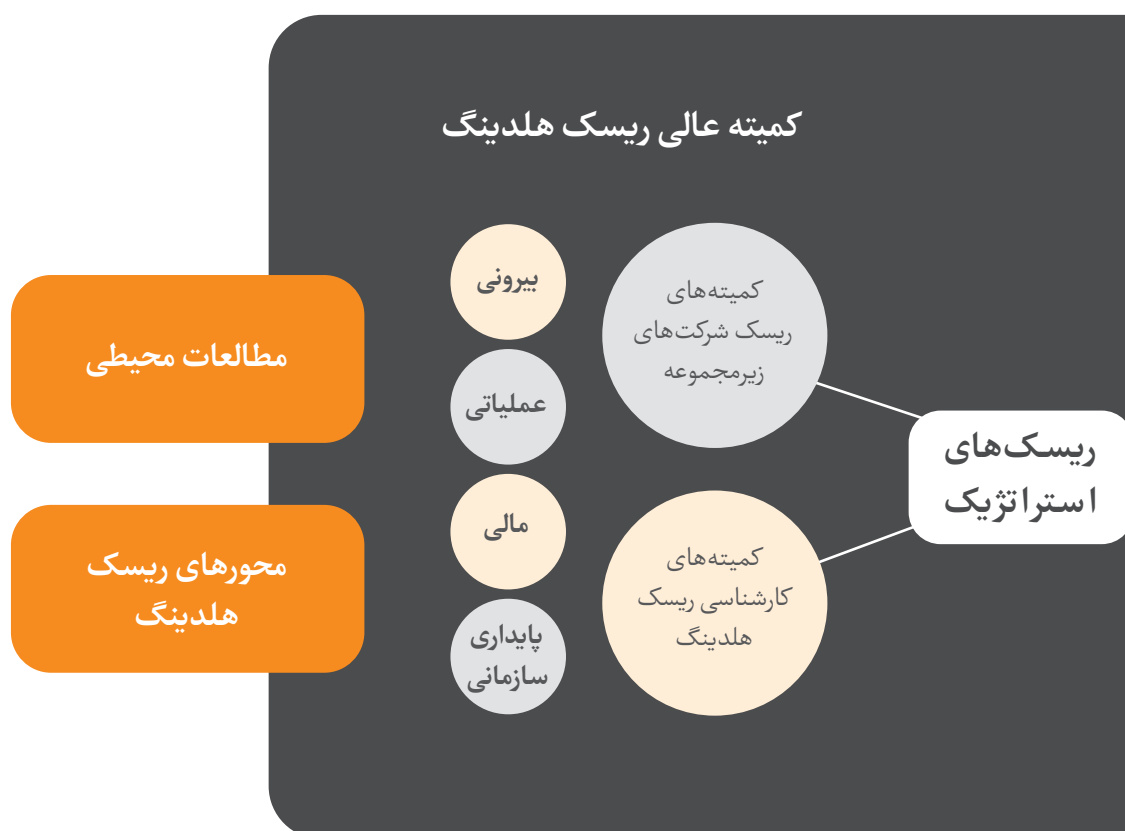 کمیته عالی ریسک هلدینگ
ریسک‌های
استراتژیک
کمیته‌های
ریسک شرکت‌های
زیرمجموعه
کمیته‌های
کارشناسی ریسک
هلدینگ
بیرونی
عملیاتی
مالی
پایداری
سازمانی
مطالعات محیطی
محورهای ریسک
هلدینگ